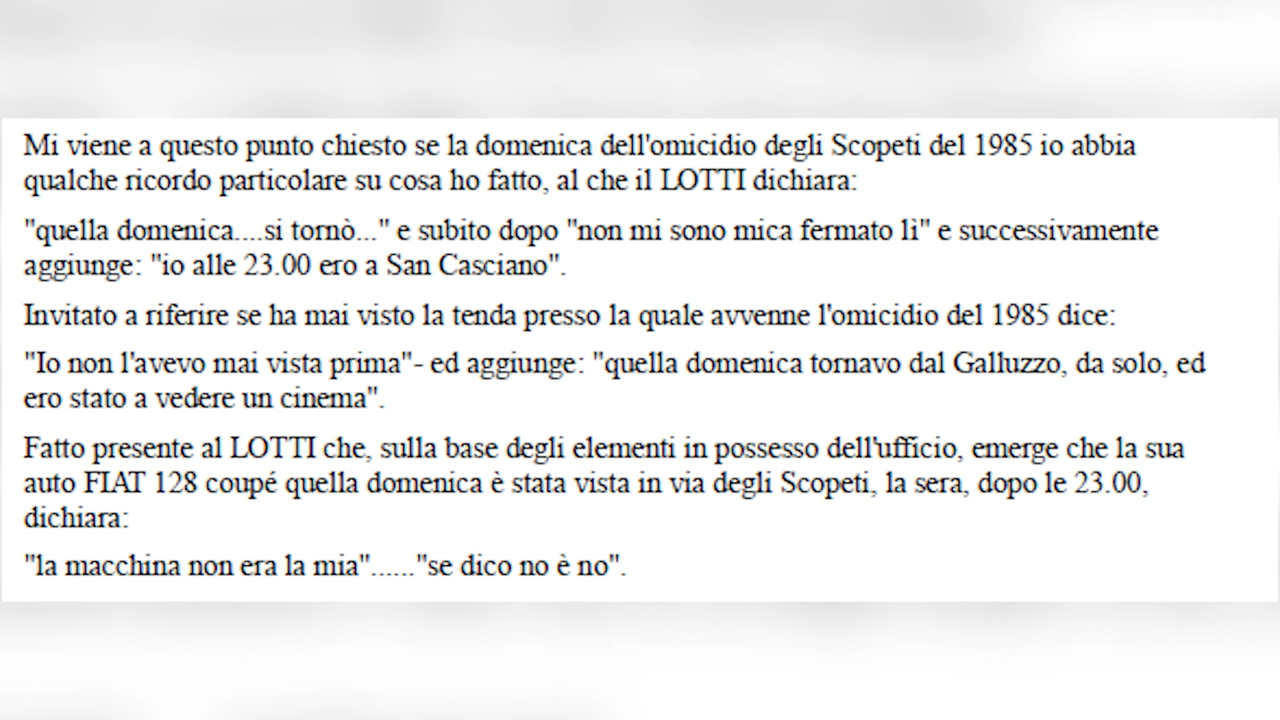 Mi viene a questo punto chiesto se la domenica dell'omicidio degli Scopeti del 1985 io abbia
qualche ricordo particolare su cosa ho fatto, al che il LOTTI dichiara:
"quella domenica....si tornò..." e subito dopo "non mi sono mica fermato lì" e successivamente
aggiunge: "io alle 23.00 ero a San Casciano".
Invitato a riferire se ha mai visto la tenda presso la quale avvenne l'omicidio del 1985 dice:
"Io non l'avevo mai vista prima"- ed aggiunge: "quella domenica tornavo dal Galluzzo, da solo, ed
ero stato a vedere un cinema".
Fatto presente al LOTTI che, sulla base degli elementi in possesso dell'ufficio, emerge che la sua
auto FIAT 128 coupé quella domenica è stata vista in via degli Scopeti, la sera, dopo le 23.00,
dichiara:
"la macchina non era la mia"......"se dico no è no".